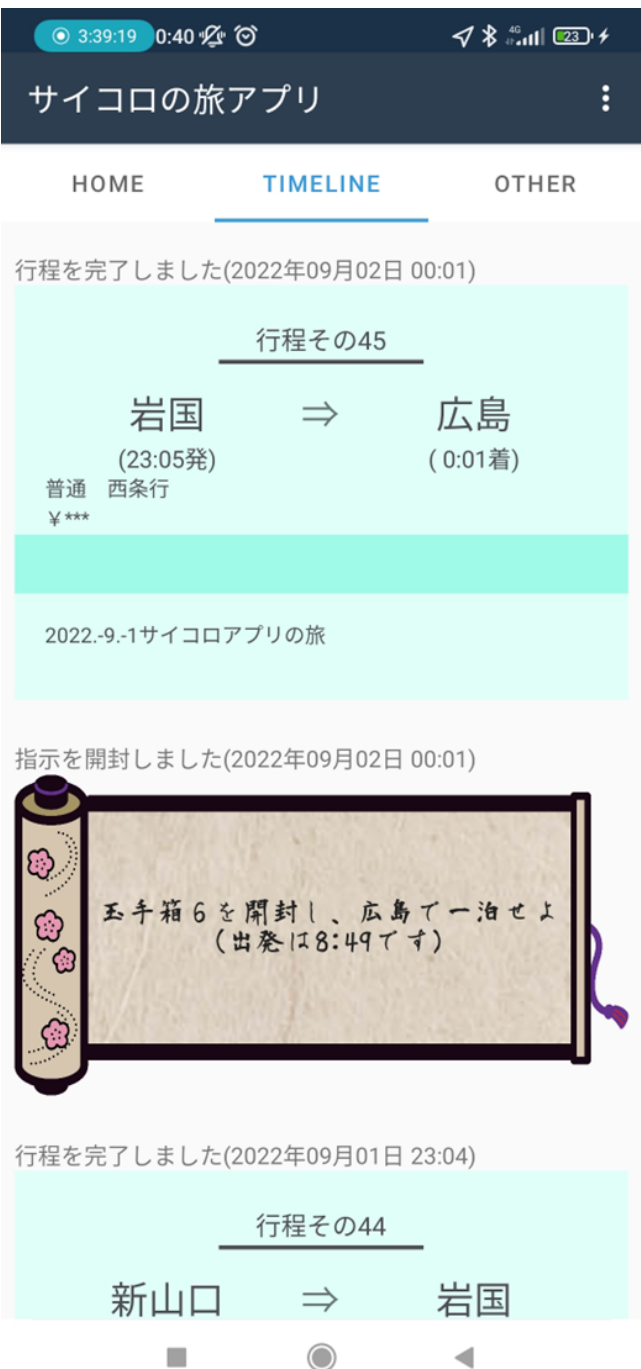 3:39:19 0:40 4G 23
サイコロの旅アプリ
HOME TIMELINE OTHER
行程を完了しました(2022年09月02日 00:01)
行程その45
岩国 ⇒ 広島
(23:05発) ( 0:01着)
普通　西条行
￥***
2022.-9.-1サイコロアプリの旅
指示を開封しました(2022年09月02日 00:01)
玉手箱6を開封し、広島で一泊せよ
(出発は8:49です)
行程を完了しました(2022年09月01日 23:04)
行程その44
新山口 ⇒ 岩国